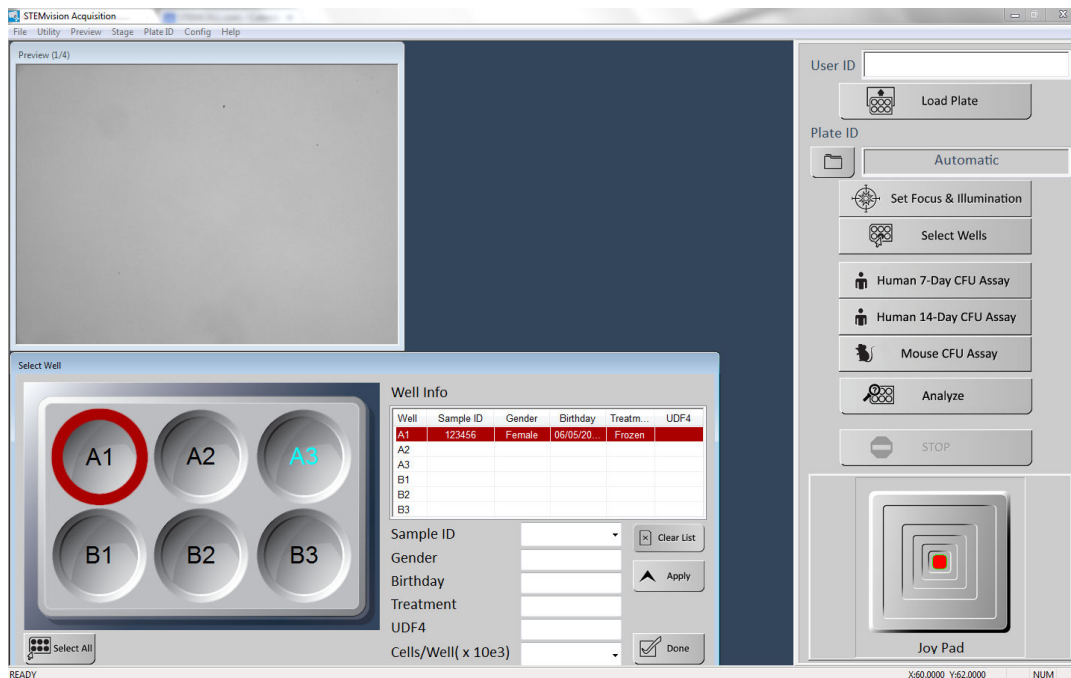 STEMvision Acquisition
File Utility Preview Stage Plate ID Config Help
Preview (1/4)
User ID
Load Plate
Plate ID
Automatic
Set Focus & Illumination
Select Wells
Human 7-Day CFU Assay
Human 14-Day CFU Assay
Mouse CFU Assay
Analyze
STOP
Joy Pad
Select Well
A1 A2 A3
B1 B2 B3
Select All
Well Info
Well Sample ID Gender Birthday Treatm... UDF4
A1 123456 Female 06/05/20... Frozen
A2
A3
B1
B2
B3
Sample ID
Clear List
Gender
Birthday
Apply
Treatment
UDF4
Cells/Well( x 10e3)
Done
READY
X:60.0000 Y:62.0000 NUM